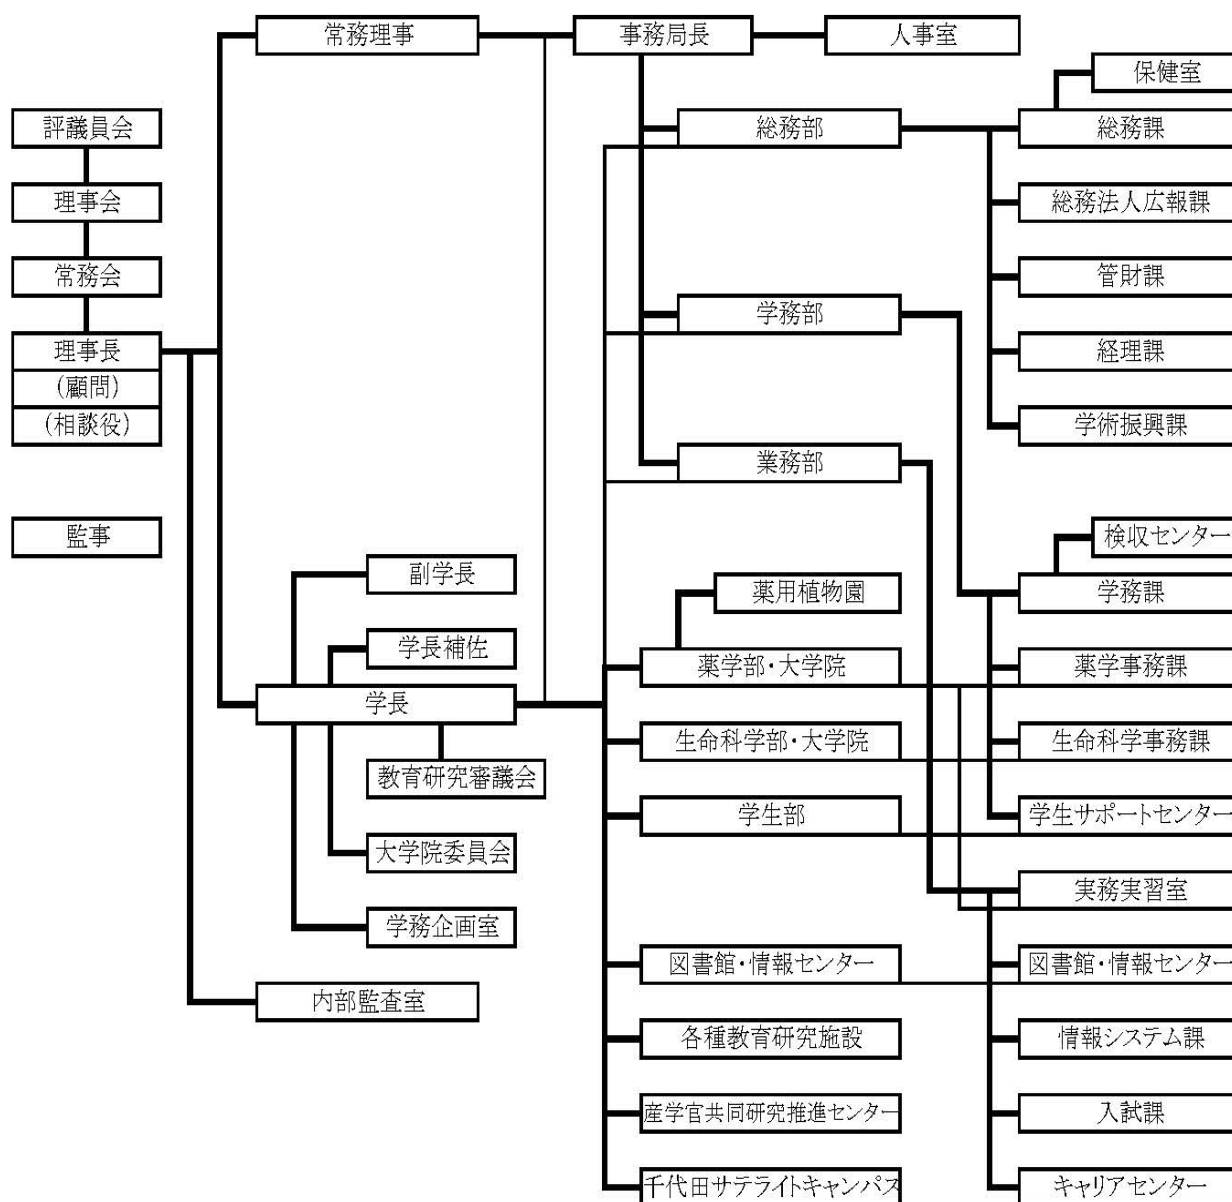 常務理事
事務局長
人事室
保健室
評議員会
総務部
総務課
理事会
総務法人広報課
常務会
管財課
学務部
理事長
経理課
(顧問)
(相談役)
学術振興課
業務部
監事
検収センター
副学長
薬用植物園
学務課
学長補佐
薬学部・大学院
薬学事務課
学長
生命科学部・大学院
生命科学事務課
教育研究審議会
学生部
学生サポートセンター
大学院委員会
実務実習室
学務企画室
図書館・情報センター
図書館・情報センター
内部監査室
各種教育研究施設
情報システム課
産学官共同研究推進センター
入試課
千代田サテライトキャンパス
キャリアセンター